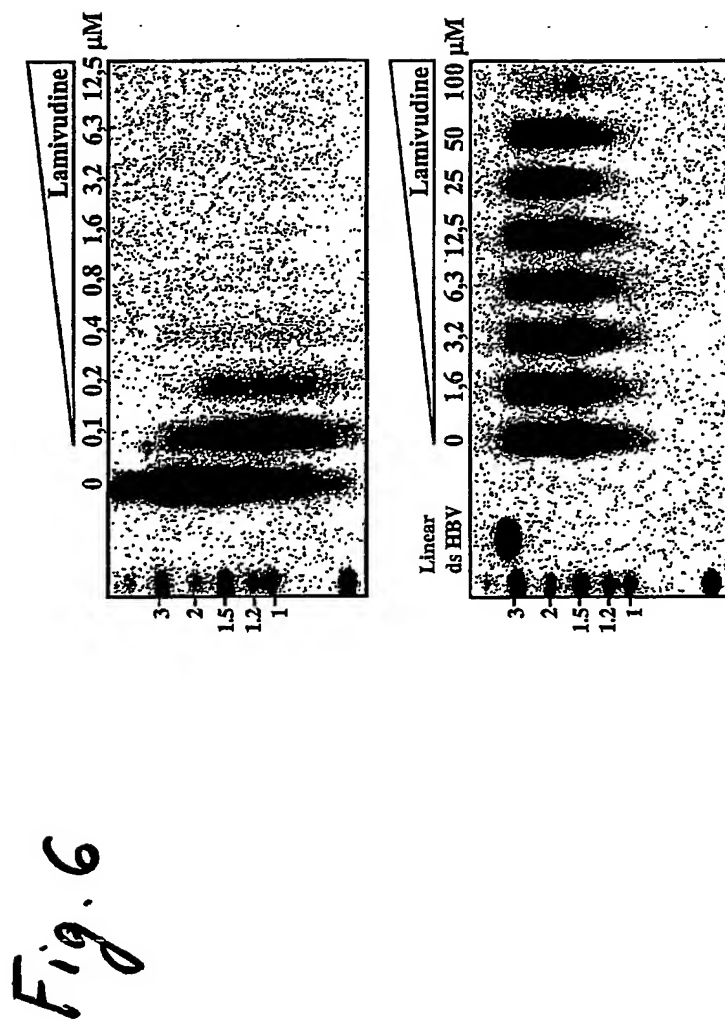 Fig. 6
Lamivudine
0 0,1 0,2 0,4 0,8 1,6 3,2 6,3 12,5 μM
3
2
1.5
1.2
1
Lamivudine
Linear
ds HBV
0 1,6 3,2 6,3 12,5 25 50 100 μM
3
2
1.5
1.2
1